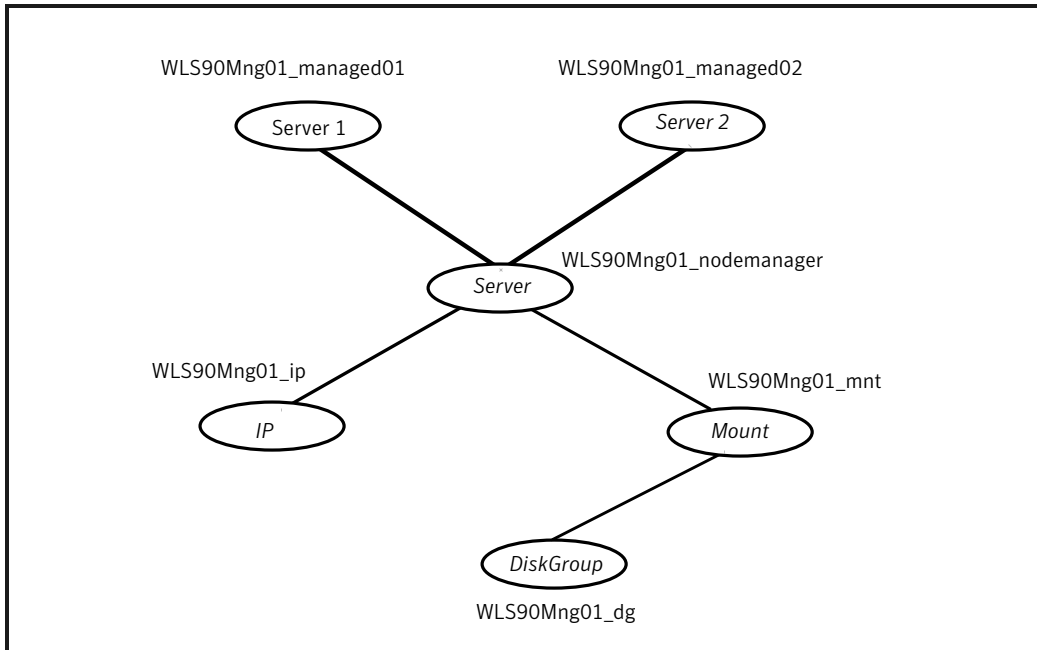 WLS90Mng01_managed01
WLS90Mng01_managed02
Server 1
Server 2
WLS90Mng01_nodemanager
Server
WLS90Mng01_ip
WLS90Mng01_mnt
IP
Mount
DiskGroup
WLS90Mng01_dg